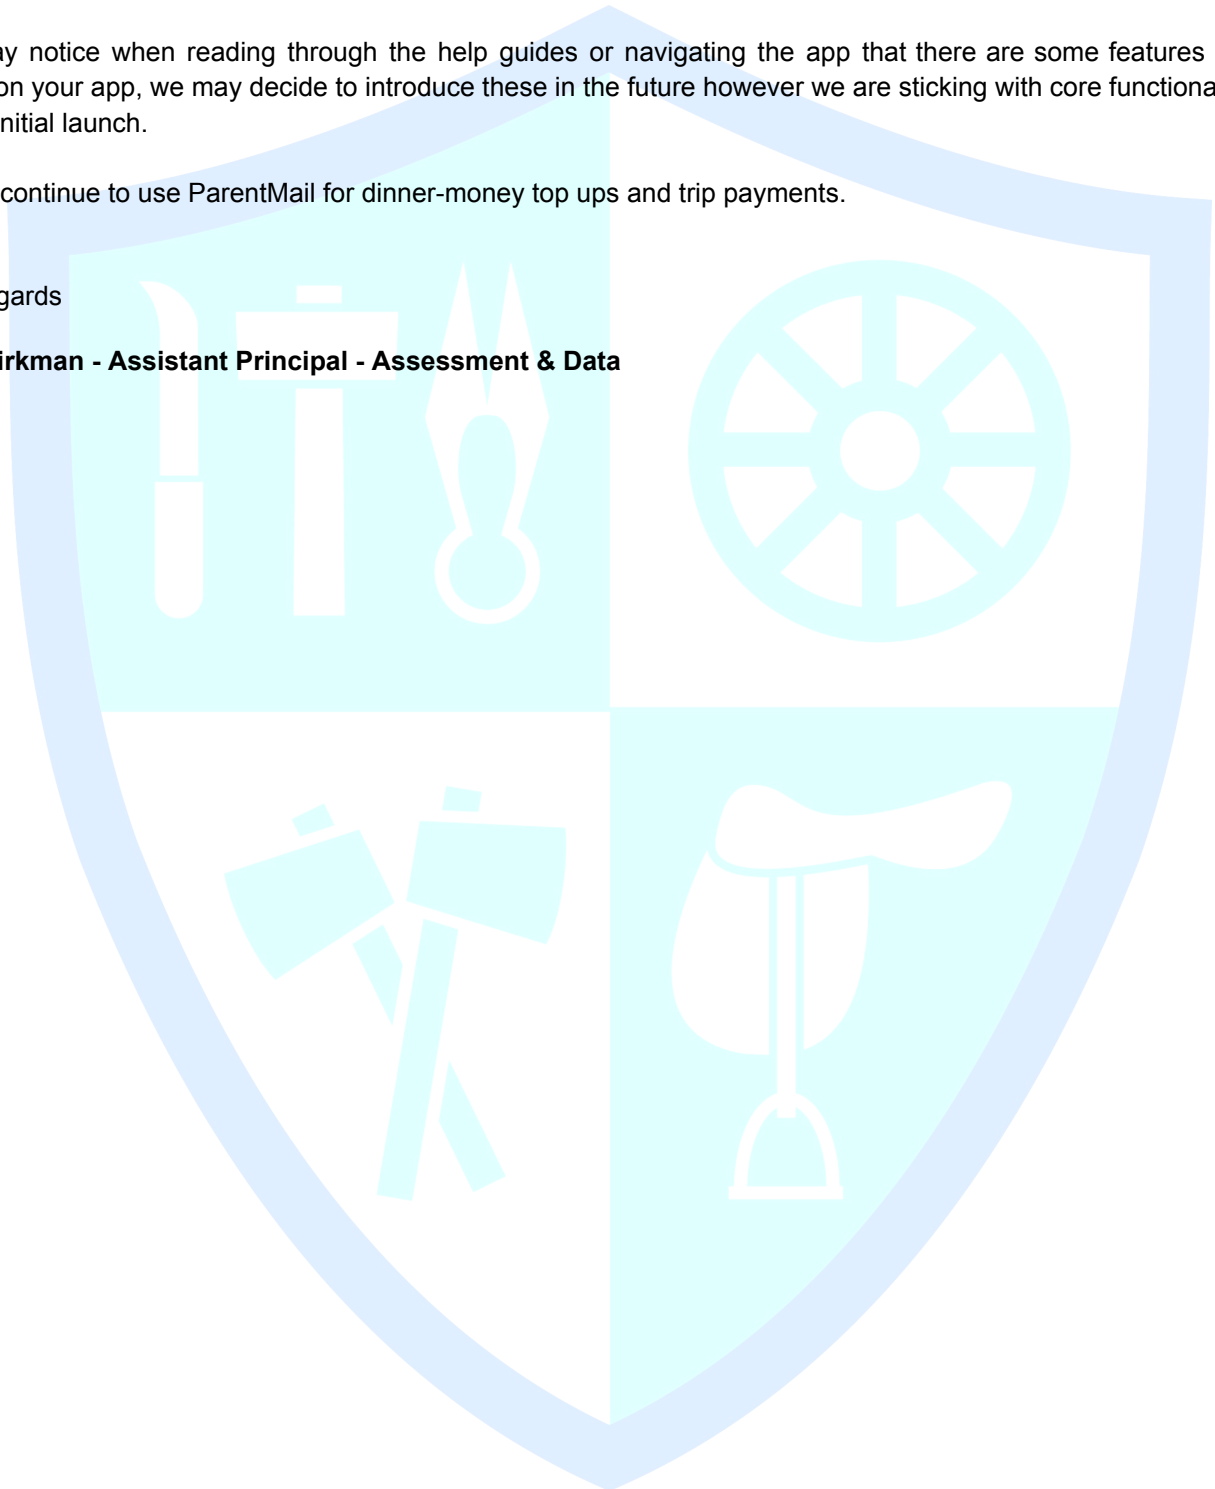 ay notice when reading through the help guides or navigating the app that there are some features
on your app, we may decide to introduce these in the future however we are sticking with core functiona
nitial launch.
continue to use ParentMail for dinner-money top ups and trip payments.
gards
irkman - Assistant Principal - Assessment & Data